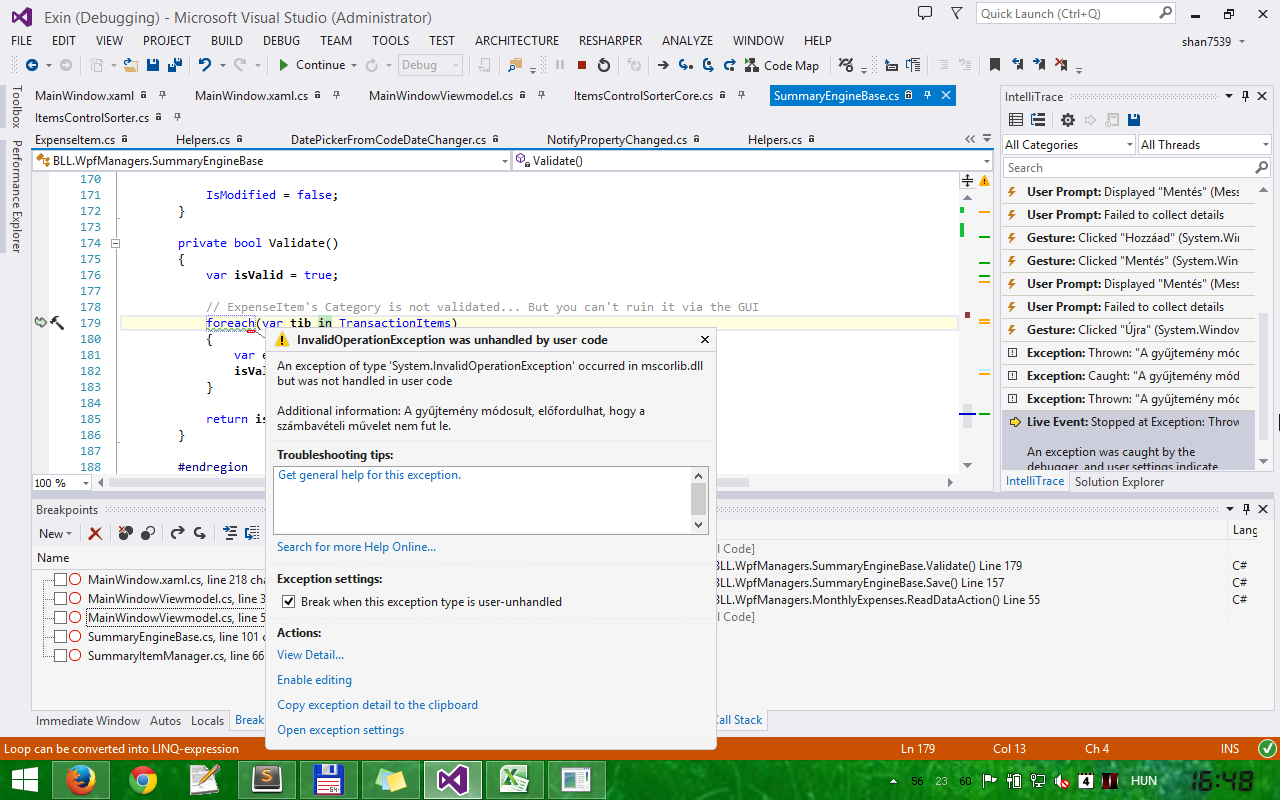 Exin (Debugging) - Microsoft Visual Studio (Administrator)
Quick Launch (Ctrl+Q)
FILE EDIT VIEW PROJECT BUILD DEBUG TEAM TOOLS TEST ARCHITECTURE RESHARPER ANALYZE WINDOW HELP
shan7539
Continue
Debug
Code Map
MainWindow.xaml MainWindow.xaml.cs MainWindowViewmodel.cs ItemsControlSorterCore.cs SummaryEngineBase.cs
ItemsControlSorter.cs
ExpenseItem.cs Helpers.cs DatePickerFromCodeDateChanger.cs NotifyPropertyChanged.cs Helpers.cs
Toolbox
Performance Explorer
BLL.WpfManagers.SummaryEngineBase
Validate()
170
171 IsModified = false;
172 }
173
174 private bool Validate()
175 {
176 var isValid = true;
177
178 // ExpenseItem's Category is not validated... But you can't ruin it via the GUI
179 foreach(var tib in TransactionItems)
180 {
181 var e
182 isVal
183 }
184
185 return is
186 }
187
188 #endregion
100 %
InvalidOperationException was unhandled by user code
An exception of type 'System.InvalidOperationException' occurred in mscorlib.dll
but was not handled in user code
Additional information: A gyűjtemény módosult, előfordulhat, hogy a
számbavételi művelet nem fut le.
Troubleshooting tips:
Get general help for this exception.
Search for more Help Online...
Exception settings:
Break when this exception type is user-unhandled
Actions:
View Detail...
Enable editing
Copy exception detail to the clipboard
Open exception settings
IntelliTrace
All Categories All Threads
Search
User Prompt: Displayed "Mentés" (Mess
User Prompt: Failed to collect details
Gesture: Clicked "Hozzáad" (System.Win
Gesture: Clicked "Mentés" (System.Win
User Prompt: Displayed "Mentés" (Mess
User Prompt: Failed to collect details
Gesture: Clicked "Újra" (System.Window
Exception: Thrown: "A gyűjtemény mód
Exception: Caught: "A gyűjtemény mód
Exception: Thrown: "A gyűjtemény mód
Live Event: Stopped at Exception: Throw
An exception was caught by the
debugger, and user settings indicate
IntelliTrace Solution Explorer
Breakpoints
New
Name
MainWindow.xaml.cs, line 218 cha
MainWindowViewmodel.cs, line 3
MainWindowViewmodel.cs, line 5
SummaryEngineBase.cs, line 101 c
SummaryItemManager.cs, line 66
Lang
l Code]
BLL.WpfManagers.SummaryEngineBase.Validate() Line 179 C#
BLL.WpfManagers.SummaryEngineBase.Save() Line 157 C#
BLL.WpfManagers.MonthlyExpenses.ReadDataAction() Line 55 C#
l Code]
Immediate Window Autos Locals Break
Call Stack
Loop can be converted into LINQ-expression
Ln 179 Col 13 Ch 4 INS
56 23 60 4 HUN 16:48